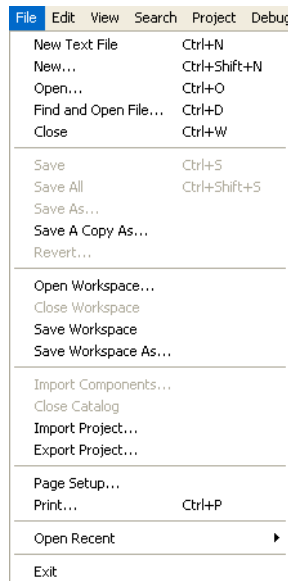 File Edit View Search Project Debug
New Text File Ctrl+N
New... Ctrl+Shift+N
Open... Ctrl+O
Find and Open File... Ctrl+D
Close Ctrl+W
Save Ctrl+S
Save All Ctrl+Shift+S
Save As...
Save A Copy As...
Revert...
Open Workspace...
Close Workspace
Save Workspace
Save Workspace As...
Import Components...
Close Catalog
Import Project...
Export Project...
Page Setup...
Print... Ctrl+P
Open Recent
Exit